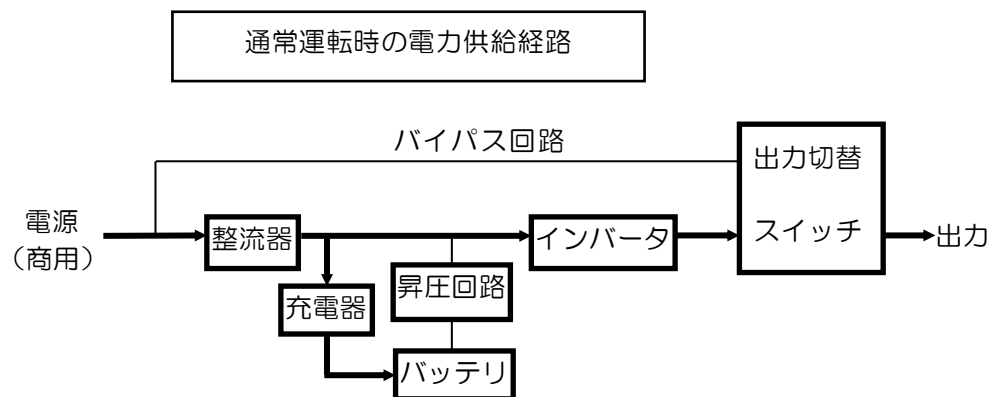 通常運転時の電力供給経路
バイパス回路
出力切替
スイッチ
電源
（商用）
整流器
インバータ
出力
充電器
昇圧回路
バッテリ